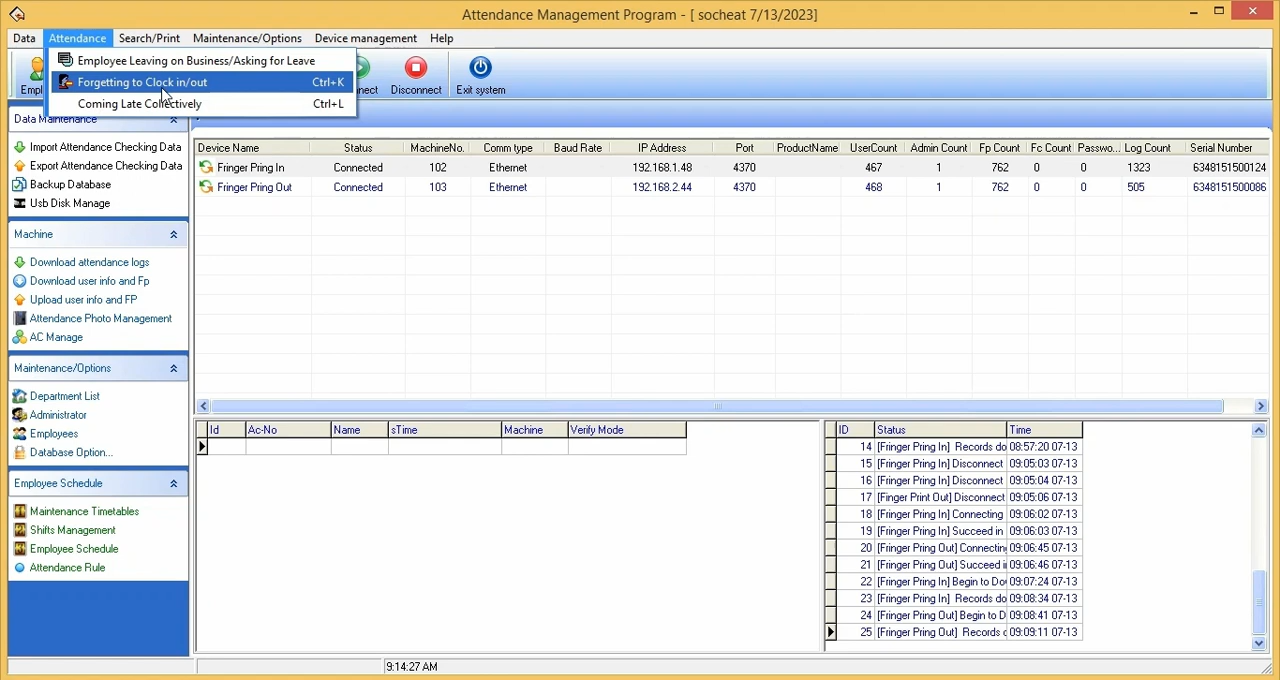 Attendance Management Program - [ socheat 7/13/2023]
Data Attendance Search/Print Maintenance/Options Device management Help
Employee Leaving on Business/Asking for Leave
Forgetting to Clock in/out Ctrl+K
Coming Late Collectively Ctrl+L
Empl nect Disconnect Exit system
Data Maintenance
Import Attendance Checking Data
Export Attendance Checking Data
Backup Database
Usb Disk Manage
Machine
Download attendance logs
Download user info and Fp
Upload user info and FP
Attendance Photo Management
AC Manage
Maintenance/Options
Department List
Administrator
Employees
Database Option...
Employee Schedule
Maintenance Timetables
Shifts Management
Employee Schedule
Attendance Rule
Device Name Status MachineNo. Comm type Baud Rate IP Address Port ProductName UserCount Admin Count Fp Count Fc Count Passwo... Log Count Serial Number
Fringer Pring In Connected 102 Ethernet 192.168.1.48 4370 467 1 762 0 0 1323 6348151500124
Fringer Pring Out Connected 103 Ethernet 192.168.2.44 4370 468 1 762 0 0 505 6348151500086
Id Ac-No Name sTime Machine Verify Mode
ID Status Time
14 [Fringer Pring In] Records do 08:57:20 07-13
15 [Fringer Pring In] Disconnect 09:05:03 07-13
16 [Fringer Pring In] Disconnect 09:05:04 07-13
17 [Fringer Print Out] Disconnect 09:05:06 07-13
18 [Fringer Pring In] Connecting 09:06:02 07-13
19 [Fringer Pring In] Succeed in 09:06:03 07-13
20 [Fringer Pring Out] Connectin 09:06:45 07-13
21 [Fringer Pring Out] Succeed i 09:06:46 07-13
22 [Fringer Pring In] Begin to Do 09:07:24 07-13
23 [Fringer Pring In] Records do 09:08:34 07-13
24 [Fringer Pring Out] Begin to D 09:08:41 07-13
25 [Fringer Pring Out] Records 09:09:11 07-13
9:14:27 AM